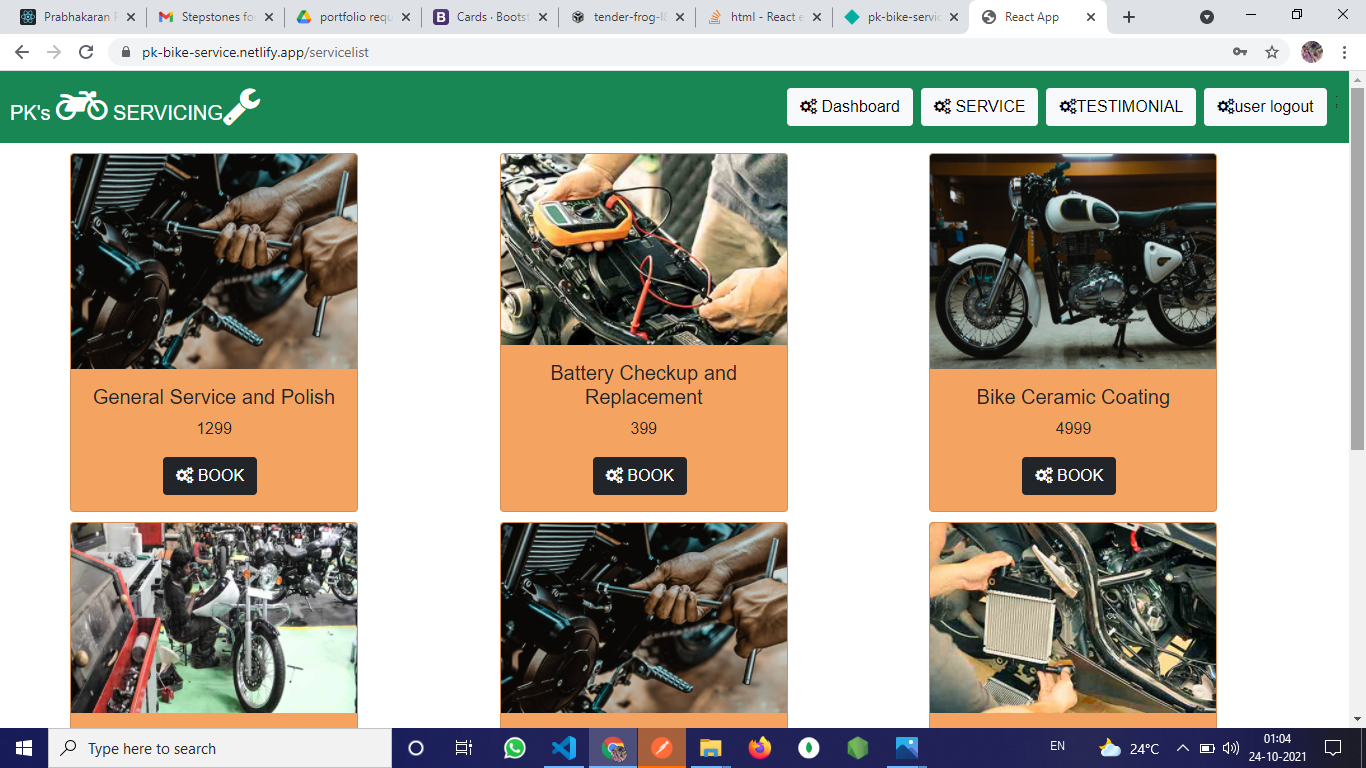 Prabhakaran P
Stepstones fo
portfolio requ
Cards · Bootst
tender-frog-l8
html - React e
pk-bike-servic
React App
pk-bike-service.netlify.app/servicelist
PK's SERVICING
Dashboard
SERVICE
TESTIMONIAL
user logout
General Service and Polish
1299
BOOK
Battery Checkup and
Replacement
399
BOOK
Bike Ceramic Coating
4999
BOOK
Type here to search
EN
24°C
01:04
24-10-2021